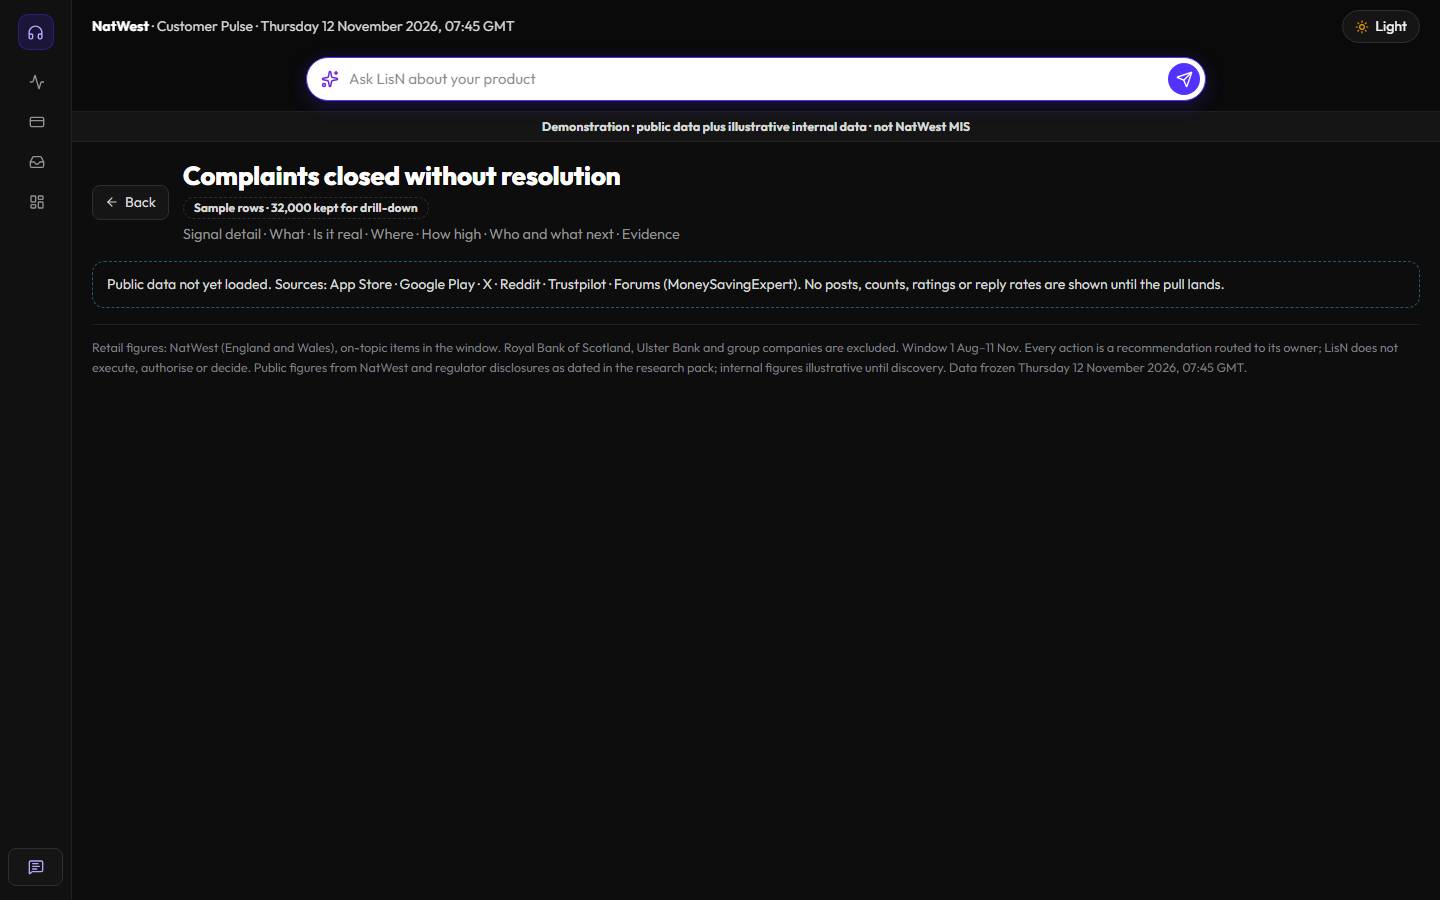 NatWest · Customer Pulse · Thursday 12 November 2026, 07:45 GMT
Light
Ask LisN about your product
Demonstration · public data plus illustrative internal data · not NatWest MIS
Back
Complaints closed without resolution
Sample rows · 32,000 kept for drill-down
Signal detail · What · Is it real · Where · How high · Who and what next · Evidence
Public data not yet loaded. Sources: App Store · Google Play · X · Reddit · Trustpilot · Forums (MoneySavingExpert). No posts, counts, ratings or reply rates are shown until the pull lands.
Retail figures: NatWest (England and Wales), on-topic items in the window. Royal Bank of Scotland, Ulster Bank and group companies are excluded. Window 1 Aug–11 Nov. Every action is a recommendation routed to its owner; LisN does not
execute, authorise or decide. Public figures from NatWest and regulator disclosures as dated in the research pack; internal figures illustrative until discovery. Data frozen Thursday 12 November 2026, 07:45 GMT.